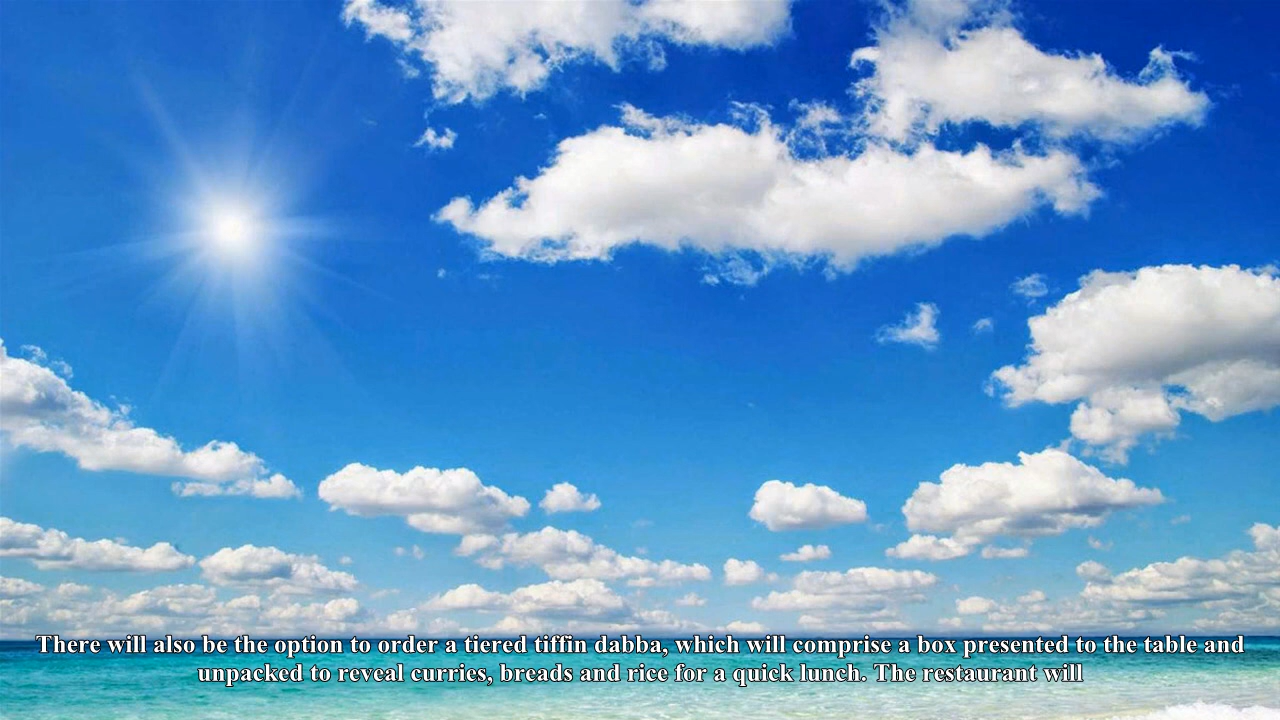 There will also be the option to order a tiered tiffin dabba, which will comprise a box presented to the table and
unpacked to reveal curries, breads and rice for a quick lunch. The restaurant will